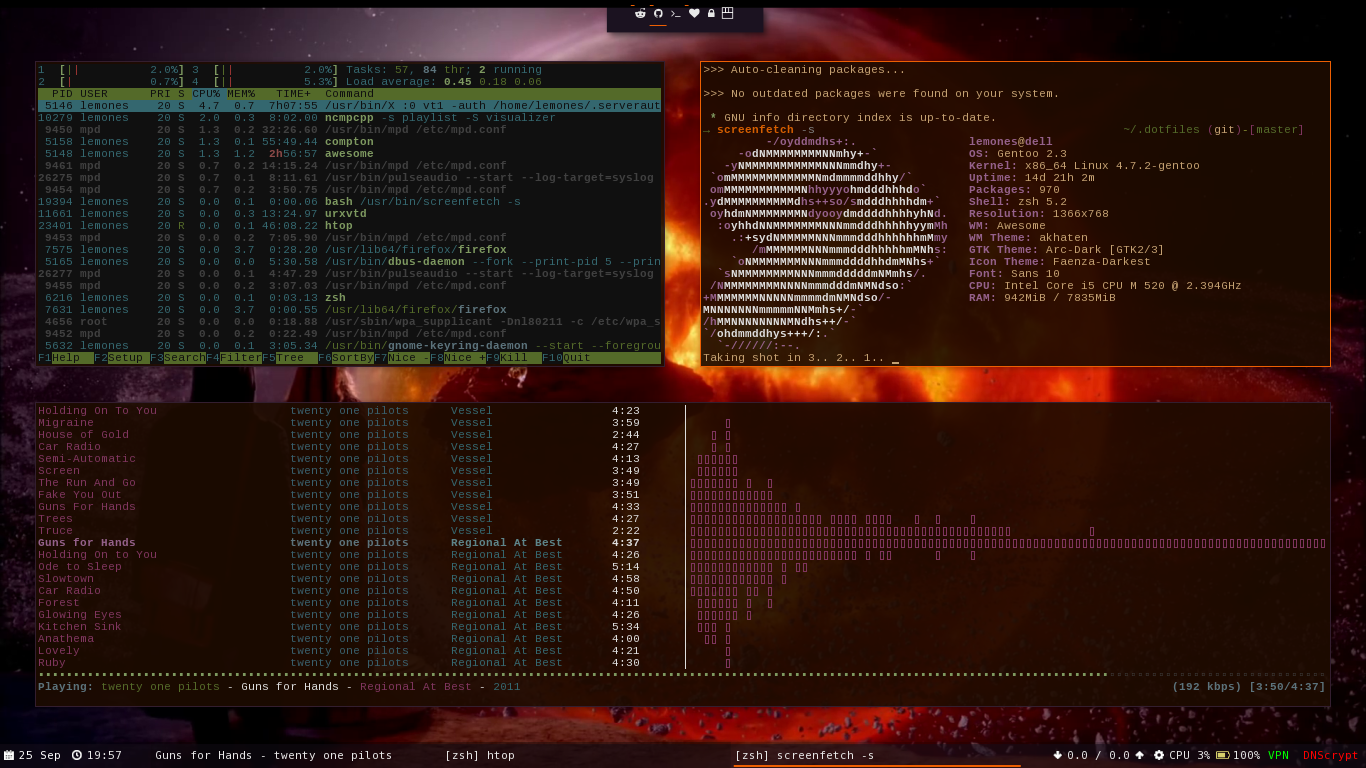 1  [||          2.0%] 3  [||          2.0%] Tasks: 57, 84 thr; 2 running
2  [|           0.7%] 4  [||          5.3%] Load average: 0.45 0.18 0.06
PID USER PRI S CPU% MEM% TIME+ Command
5146 lemones 20 S 4.7 0.7 7h07:55 /usr/bin/X :0 vt1 -auth /home/lemones/.serveraut
10279 lemones 20 S 2.0 0.3 8:02.00 ncmpcpp -s playlist -S visualizer
9450 mpd 20 S 1.3 0.2 32:26.60 /usr/bin/mpd /etc/mpd.conf
5158 lemones 20 S 1.3 0.1 55:49.44 compton
5148 lemones 20 S 1.3 1.2 2h56:57 awesome
9461 mpd 20 S 0.7 0.2 14:15.24 /usr/bin/mpd /etc/mpd.conf
26275 mpd 20 S 0.7 0.1 8:11.61 /usr/bin/pulseaudio --start --log-target=syslog
9454 mpd 20 S 0.7 0.2 3:50.75 /usr/bin/mpd /etc/mpd.conf
19394 lemones 20 S 0.0 0.1 0:00.06 bash /usr/bin/screenfetch -s
11661 lemones 20 S 0.0 0.3 13:24.97 urxvtd
23401 lemones 20 R 0.0 0.1 46:08.22 htop
9453 mpd 20 S 0.0 0.2 7:05.90 /usr/bin/mpd /etc/mpd.conf
7575 lemones 20 S 0.0 3.7 0:28.20 /usr/lib64/firefox/firefox
5165 lemones 20 S 0.0 0.0 5:30.58 /usr/bin/dbus-daemon --fork --print-pid 5 --prin
26277 mpd 20 S 0.0 0.1 4:47.29 /usr/bin/pulseaudio --start --log-target=syslog
9455 mpd 20 S 0.0 0.2 3:07.03 /usr/bin/mpd /etc/mpd.conf
6216 lemones 20 S 0.0 0.1 0:03.13 zsh
7631 lemones 20 S 0.0 3.7 0:00.55 /usr/lib64/firefox/firefox
4656 root 20 S 0.0 0.0 0:18.88 /usr/sbin/wpa_supplicant -Dnl80211 -c /etc/wpa_s
9452 mpd 20 S 0.0 0.2 0:22.49 /usr/bin/mpd /etc/mpd.conf
5632 lemones 20 S 0.0 0.1 3:05.34 /usr/bin/gnome-keyring-daemon --start --foregrou
F1Help F2Setup F3SearchF4FilterF5Tree F6SortByF7Nice -F8Nice +F9Kill F10Quit
>>> Auto-cleaning packages...
>>> No outdated packages were found on your system.
* GNU info directory index is up-to-date.
→ screenfetch -s ~/.dotfiles (git)-[master]
-/oyddmdhs+:. lemones@dell
-odNMMMMMMMMNNmhy+-` OS: Gentoo 2.3
-yNMMMMMMMMMMMNNNmmdhy+- Kernel: x86_64 Linux 4.7.2-gentoo
`omMMMMMMMMMMMMNmdmmmmddhhy/` Uptime: 14d 21h 2m
omMMMMMMMMMMMNhhyyyohmdddhhhdo` Packages: 970
.ydMMMMMMMMMMdhs++so/smdddhhhhdm+` Shell: zsh 5.2
oyhdmNMMMMMMMNdyooydmddddhhhhyhNd. Resolution: 1366x768
:oyhhdNNMMMMMMMNNNmmdddhhhhhyymMh WM: Awesome
.:+sydNMMMMMNNNmmmdddhhhhhhmMmy WM Theme: akhaten
/mMMMMMMNNNmmmdddhhhhhmMNhs: GTK Theme: Arc-Dark [GTK2/3]
`oNMMMMMMMNNNmmmddddhhdmMNhs+` Icon Theme: Faenza-Darkest
`sNMMMMMMMMNNNmmmdddddmNMmhs/. Font: Sans 10
/NMMMMMMMMNNNNmmmdddmNMNdso:` CPU: Intel Core i5 CPU M 520 @ 2.394GHz
+MMMMMMMNNNNNmmmmdmNMNdso/- RAM: 942MiB / 7835MiB
MNNNNNNNmmmmmNNMmhs+/-`
/hMMNNNNNNNNMNdhs++/-`
`/ohdmmddhys+++/:.`
`-//////:--.
Taking shot in 3.. 2.. 1.. _
Holding On To You twenty one pilots Vessel 4:23
Migraine twenty one pilots Vessel 3:59
House of Gold twenty one pilots Vessel 2:44
Car Radio twenty one pilots Vessel 4:27
Semi-Automatic twenty one pilots Vessel 4:13
Screen twenty one pilots Vessel 3:49
The Run And Go twenty one pilots Vessel 3:49
Fake You Out twenty one pilots Vessel 3:51
Guns For Hands twenty one pilots Vessel 4:33
Trees twenty one pilots Vessel 4:27
Truce twenty one pilots Vessel 2:22
Guns for Hands twenty one pilots Regional At Best 4:37
Holding On to You twenty one pilots Regional At Best 4:26
Ode to Sleep twenty one pilots Regional At Best 5:14
Slowtown twenty one pilots Regional At Best 4:58
Car Radio twenty one pilots Regional At Best 4:50
Forest twenty one pilots Regional At Best 4:11
Glowing Eyes twenty one pilots Regional At Best 4:26
Kitchen Sink twenty one pilots Regional At Best 5:34
Anathema twenty one pilots Regional At Best 4:00
Lovely twenty one pilots Regional At Best 4:21
Ruby twenty one pilots Regional At Best 4:30
Playing: twenty one pilots - Guns for Hands - Regional At Best - 2011 (192 kbps) [3:50/4:37]
25 Sep 19:57 Guns for Hands - twenty one pilots [zsh] htop [zsh] screenfetch -s 0.0 / 0.0 CPU 3% 100% VPN DNScrypt